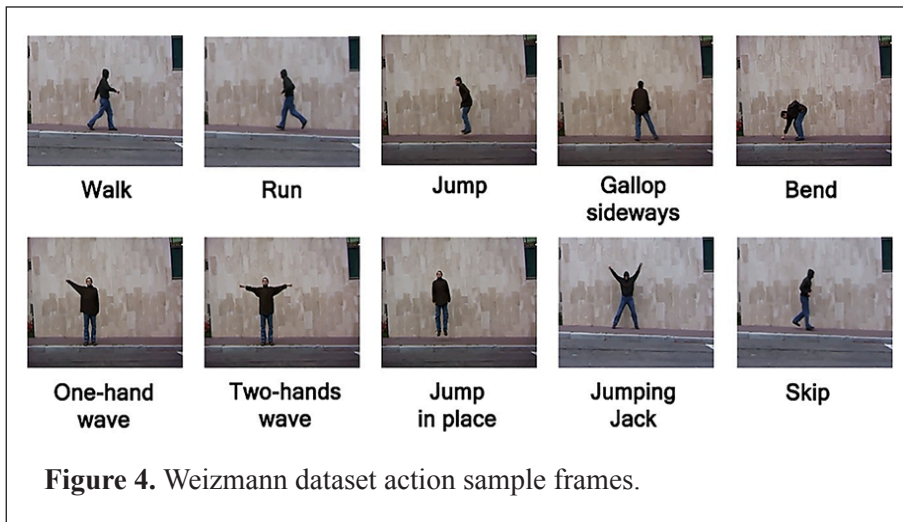 Walk
Run
Jump
Gallop
sideways
Bend
One-hand
wave
Two-hands
wave
Jump
in place
Jumping
Jack
Skip
Figure 4. Weizmann dataset action sample frames.